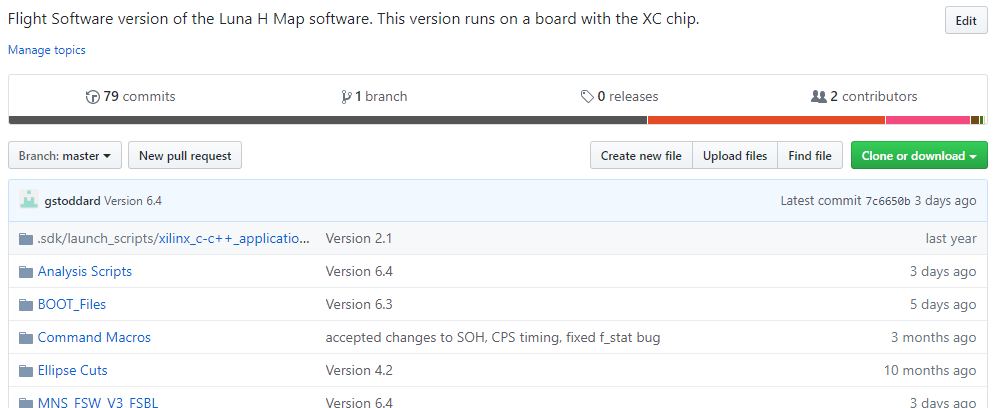 Flight Software version of the Luna H Map software. This version runs on a board with the XC chip.
Edit
Manage topics
79 commits 1 branch 0 releases 2 contributors
Branch: master New pull request Create new file Upload files Find file Clone or download
gstoddard Version 6.4 Latest commit 7c6650b 3 days ago
.sdk/launch_scripts/xilinx_c-c++_applicatio... Version 2.1 last year
Analysis Scripts Version 6.4 3 days ago
BOOT_Files Version 6.3 5 days ago
Command Macros accepted changes to SOH, CPS timing, fixed f_stat bug 3 months ago
Ellipse Cuts Version 4.2 10 months ago
MNS_FSW_V3_FSBL Version 6.4 3 days ago